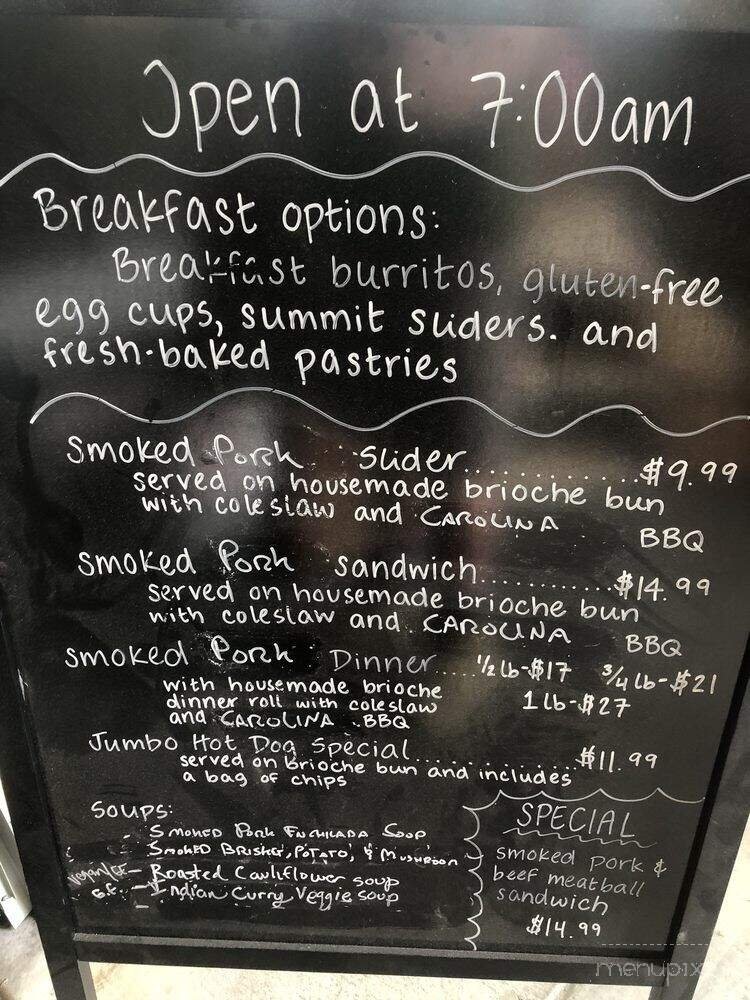 Open at 7:00am
Breakfast options:
Breakfast burritos, gluten-free
egg cups, summit sliders. and
fresh-baked pastries
Smoked Pork Slider..............$9.99
served on housemade brioche bun
with coleslaw and CAROLINA BBQ
Smoked Pork sandwich............$14.99
served on housemade brioche bun
with coleslaw and CAROLINA BBQ
Smoked Pork Dinner....1/2 lb-$17 3/4 lb-$21
with housemade brioche 1 lb-$27
dinner roll with coleslaw
and CAROLINA BBQ
Jumbo Hot Dog Special..............$11.99
served on brioche bun and includes
a bag of chips
SOUPS:
- Smoked Pork Enchilada Soup
- Smoked Brisket, Potato, & Mushroom
Vegan/GF - Roasted Cauliflower soup
G.F. - Indian Curry Veggie soup
SPECIAL
smoked pork &
beef meatball
sandwich
$14.99